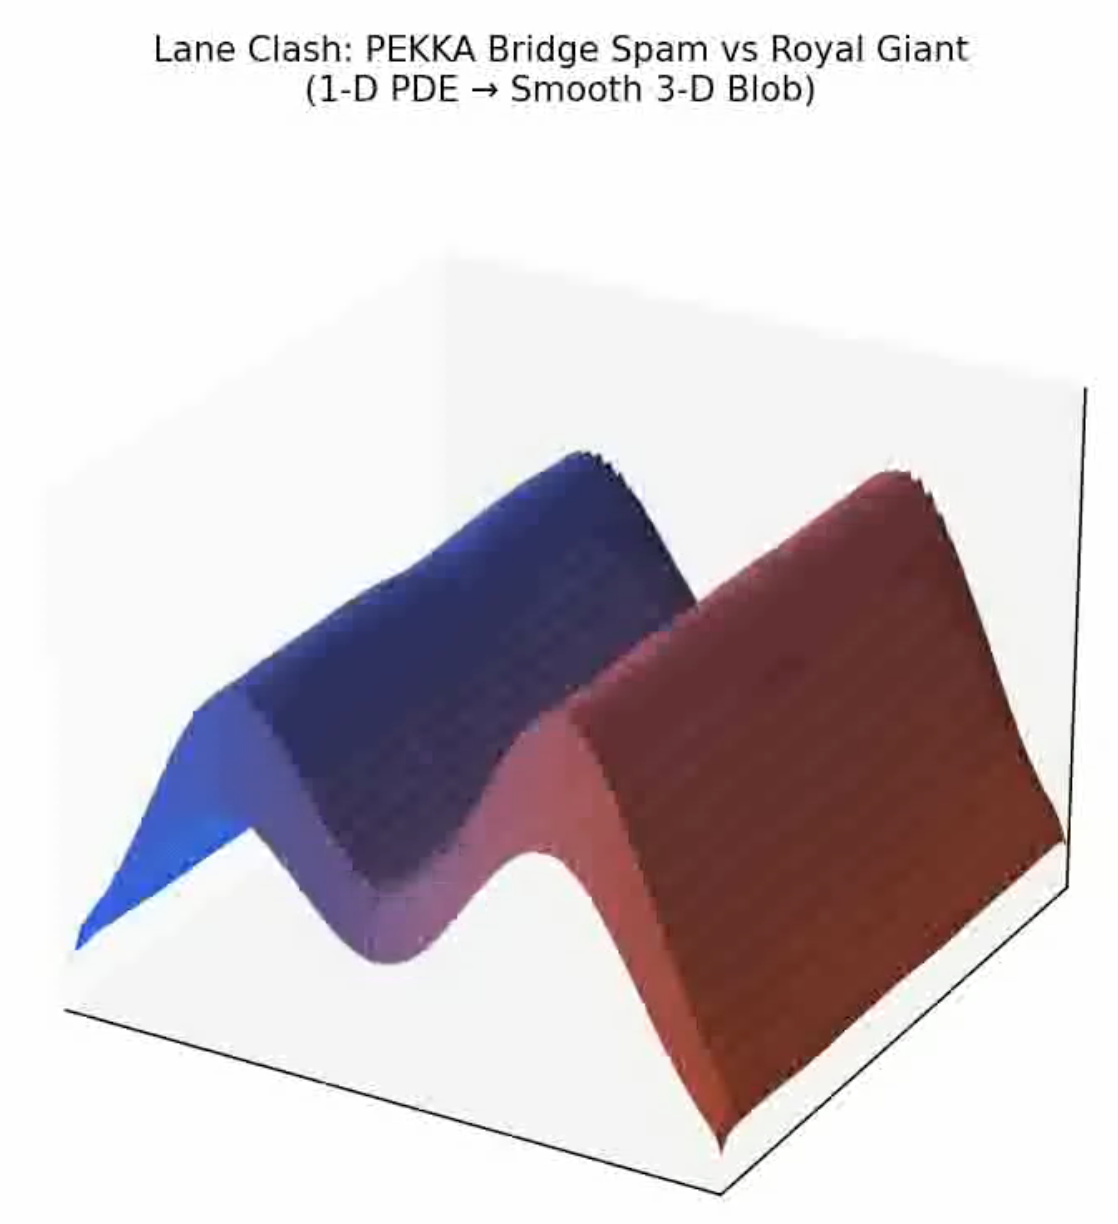 Lane Clash: PEKKA Bridge Spam vs Royal Giant
(1-D PDE → Smooth 3-D Blob)